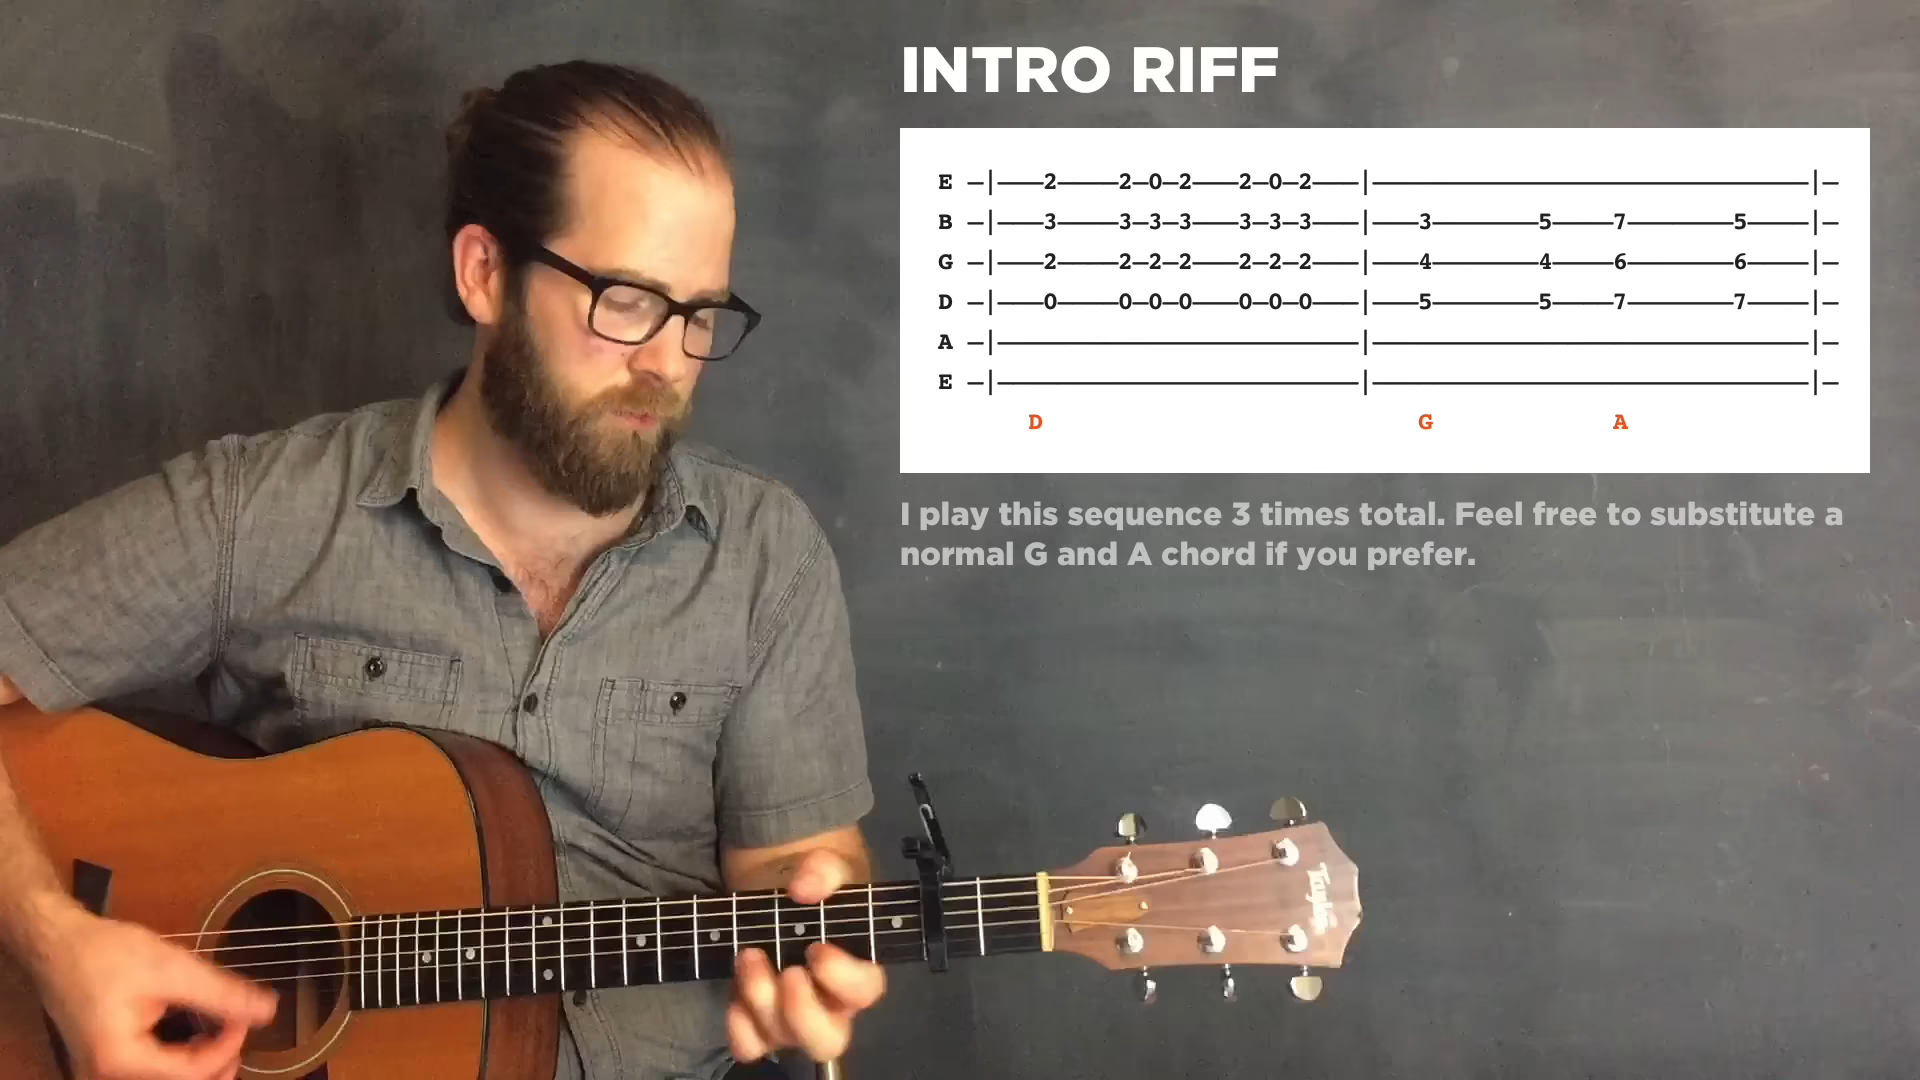 INTRO RIFF
E –|———2————2–0–2———2–0–2———|—————————————————————————————|–
B –|———3————3–3–3———3–3–3———|———3———————5————7———————5————|–
G –|———2————2–2–2———2–2–2———|———4———————4————6———————6————|–
D –|———0————0–0–0———0–0–0———|———5———————5————7———————7————|–
A –|————————————————————————|—————————————————————————————|–
E –|————————————————————————|—————————————————————————————|–
D G A
I play this sequence 3 times total. Feel free to substitute a
normal G and A chord if you prefer.
Taylor